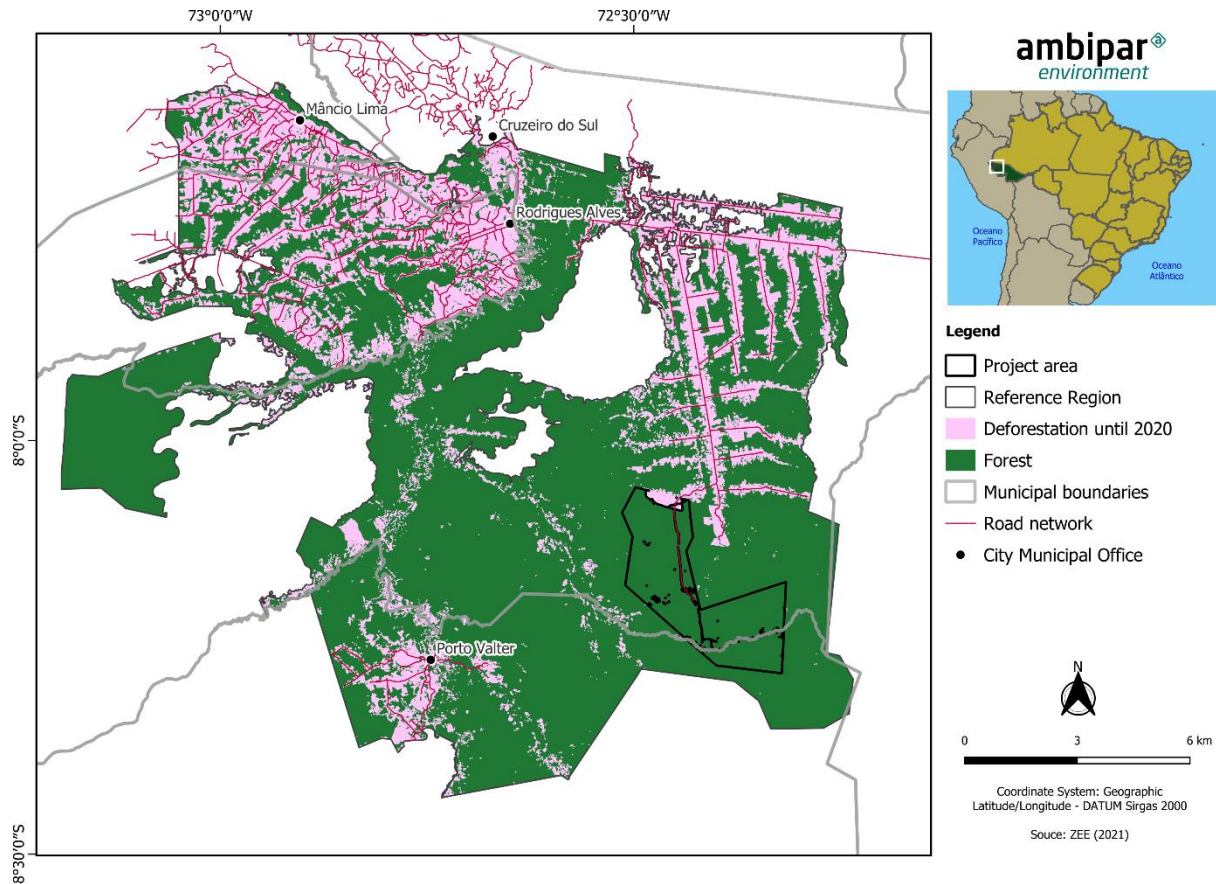 73°0'0"W
72°30'0"W
8°0'0"S
8°30'0"S
Mâncio Lima
Cruzeiro do Sul
Rodrigues Alves
Porto Valter
ambipar
environment
Oceano
Pacífico
Oceano
Atlântico
Legend
Project area
Reference Region
Deforestation until 2020
Forest
Municipal boundaries
Road network
City Municipal Office
N
0 3 6 km
Coordinate System: Geographic
Latitude/Longitude - DATUM Sirgas 2000
Souce: ZEE (2021)